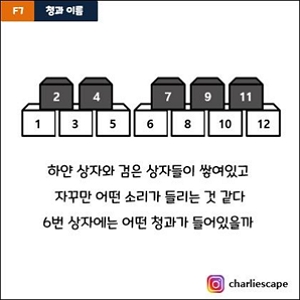 F7 청과 이름
2 4 7 9 11
1 3 5 6 8 10 12
하얀 상자와 검은 상자들이 쌓여있고
자꾸만 어떤 소리가 들리는 것 같다
6번 상자에는 어떤 청과가 들어있을까
charliescape